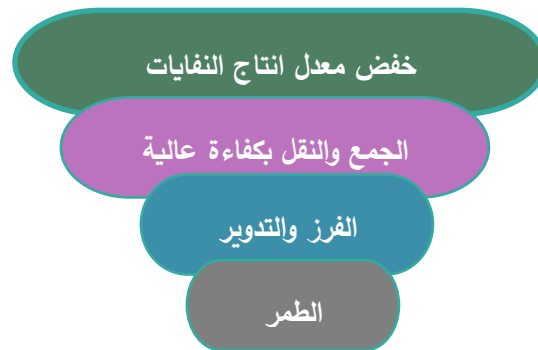 خفض معدل انتاج النفايات
الجمع والنقل بكفاءة عالية
الفرز والتدوير
الطمر